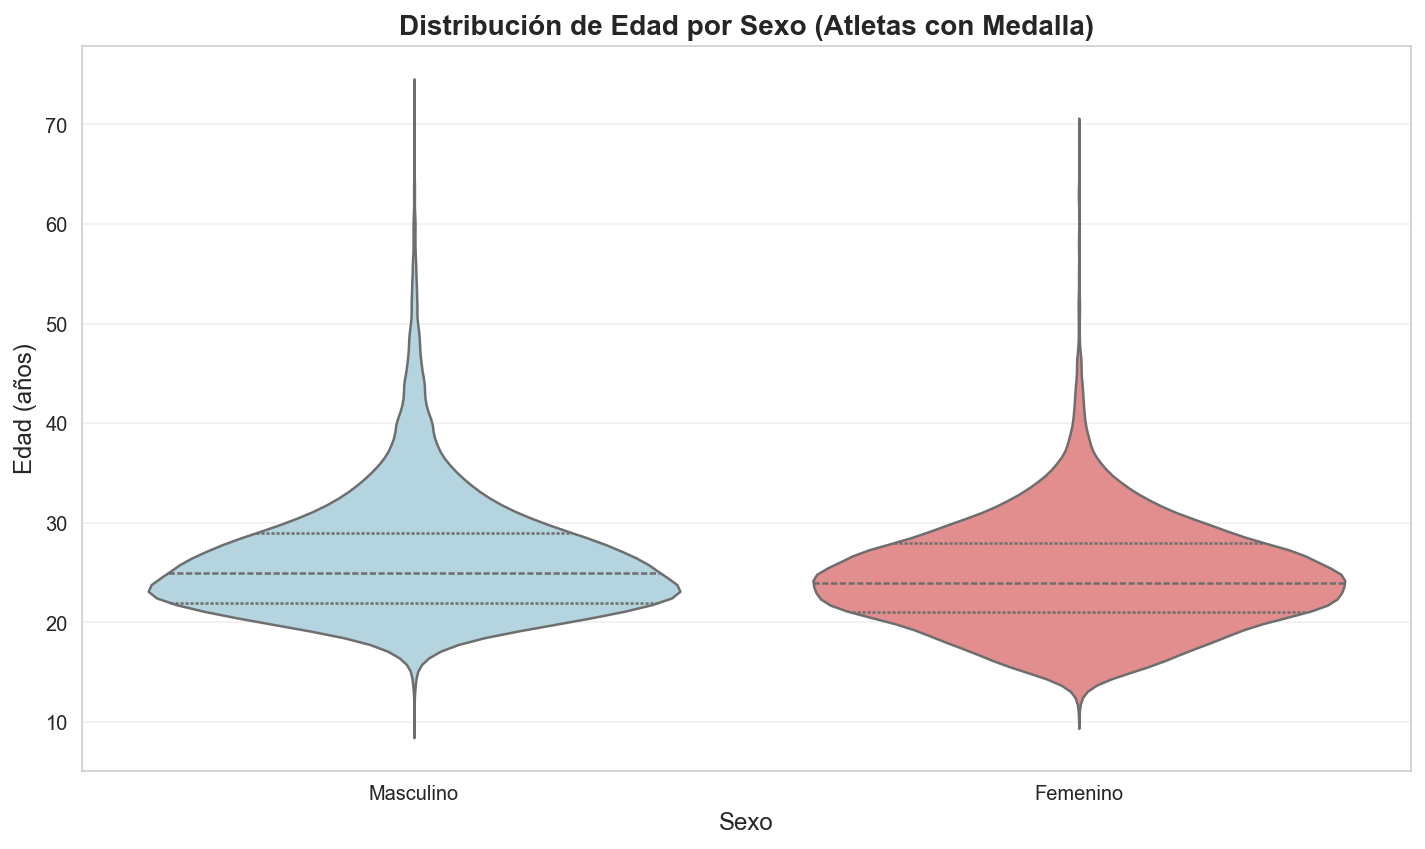 Distribución de Edad por Sexo (Atletas con Medalla)
Edad (años)
70
60
50
40
30
20
10
Masculino
Femenino
Sexo